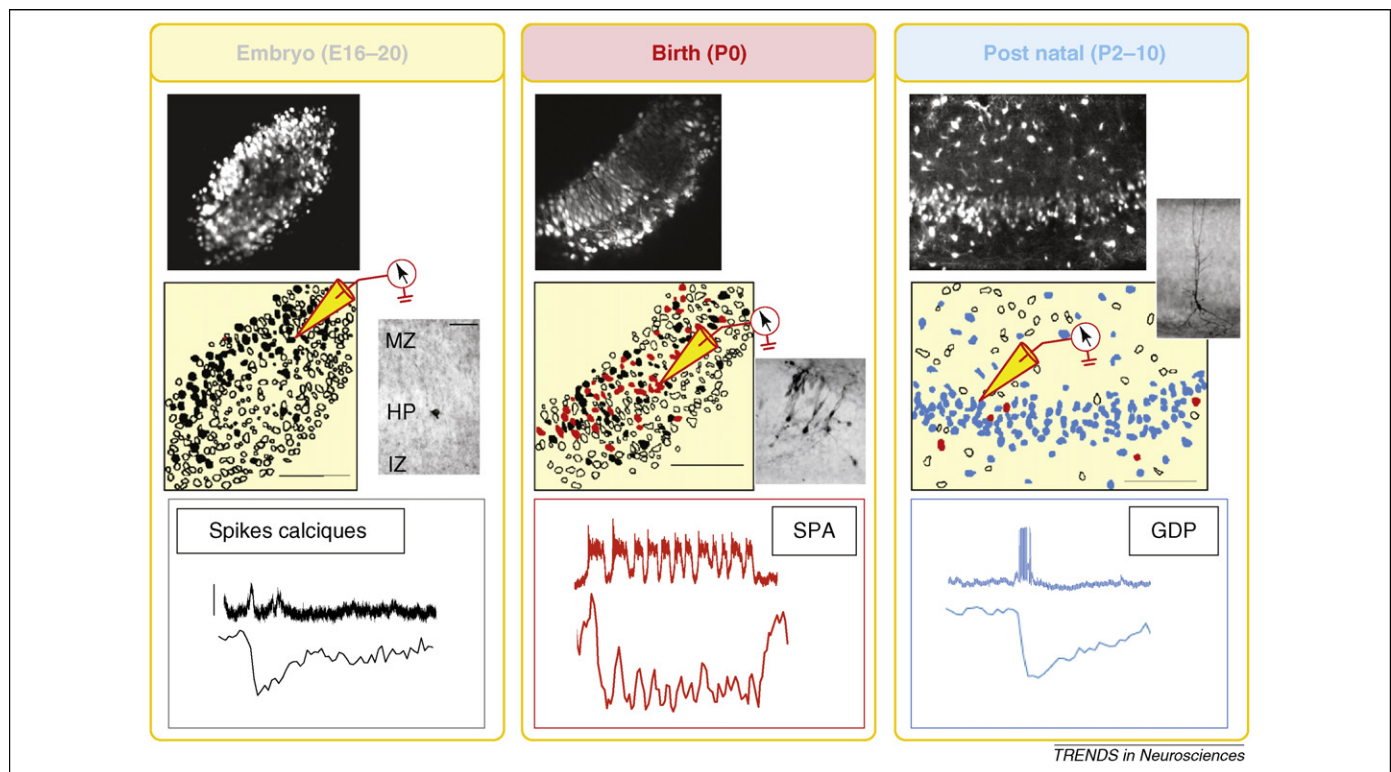 Embryo (E16–20)
Birth (P0)
Post natal (P2–10)
MZ
HP
IZ
Spikes calciques
SPA
GDP
TRENDS in Neurosciences